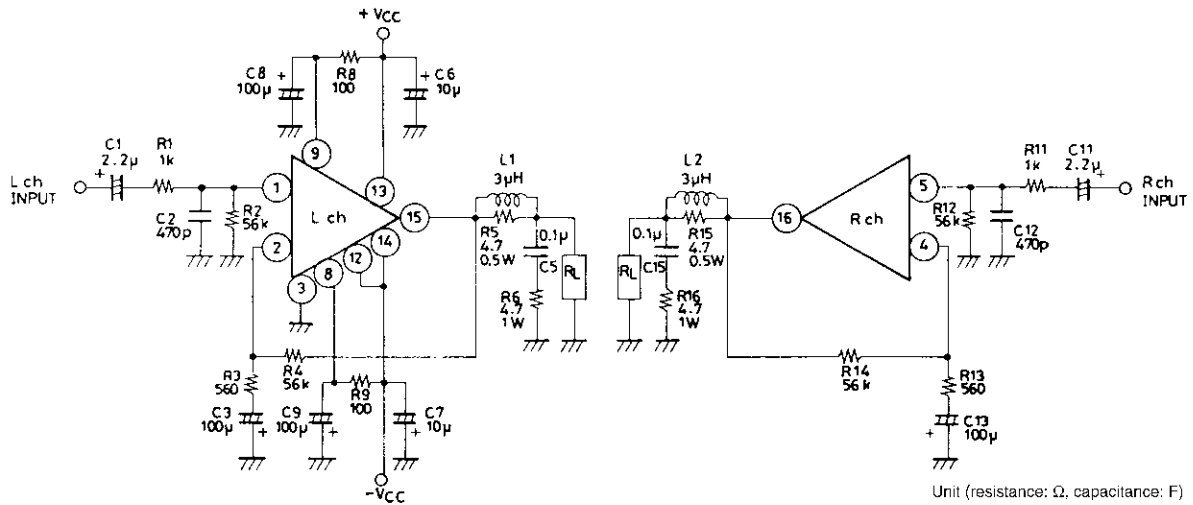 + VCC
C8
100μ
+
R8
100
+
C6
10μ
C1
2.2μ
R1
1k
L ch
INPUT
+
C2
470p
R2
56k
1
2
9
L ch
13
15
14
12
8
3
L1
3μH
R5
4.7
0.5W
0.1μ
C5
RL
R6
4.7
1W
R3
560
R4
56k
C3
100μ
+
C9
100μ
+
R9
100
C7
10μ
+
-VCC
L2
3μH
16
R ch
5
4
0.1μ
R15
4.7
0.5W
RL
C15
R16
4.7
1W
R11
1k
C11
2.2μ
+
R ch
INPUT
R12
56k
C12
470p
R14
56k
R13
560
C13
100μ
+
Unit (resistance: Ω, capacitance: F)